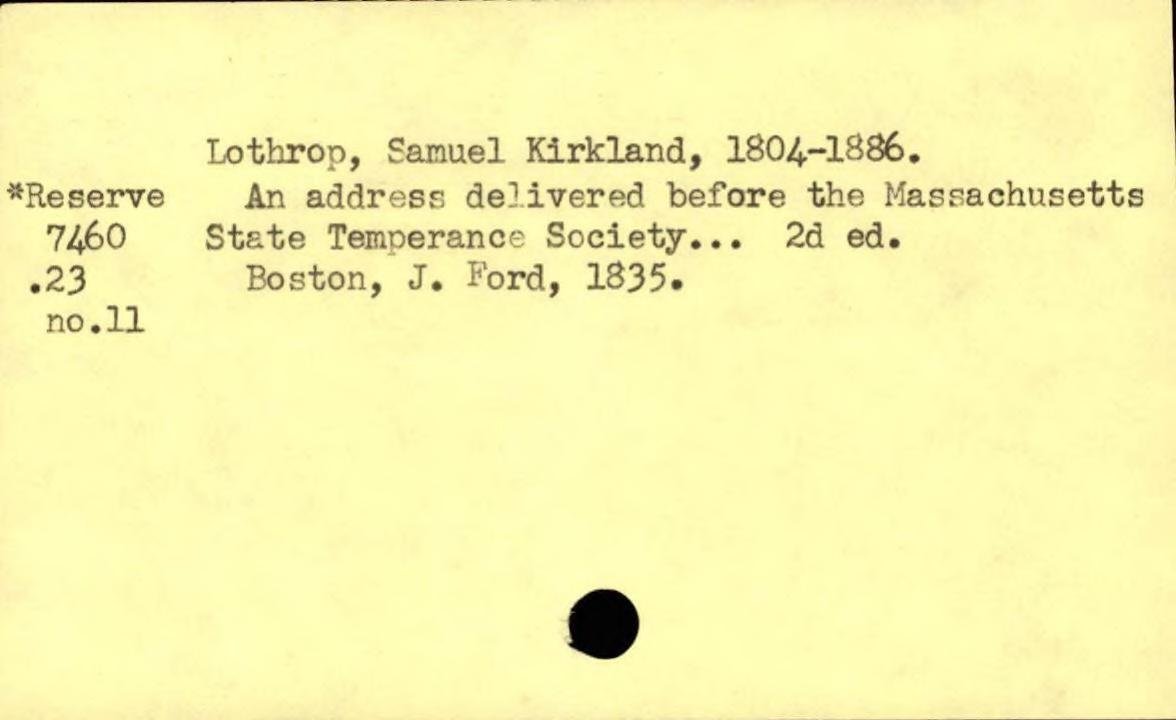 Lothrop, Samuel Kirkland, 1804-1886.
*Reserve An address delivered before the Massachusetts
7460 State Temperance Society... 2d ed.
.23 Boston, J. Ford, 1835.
no.11